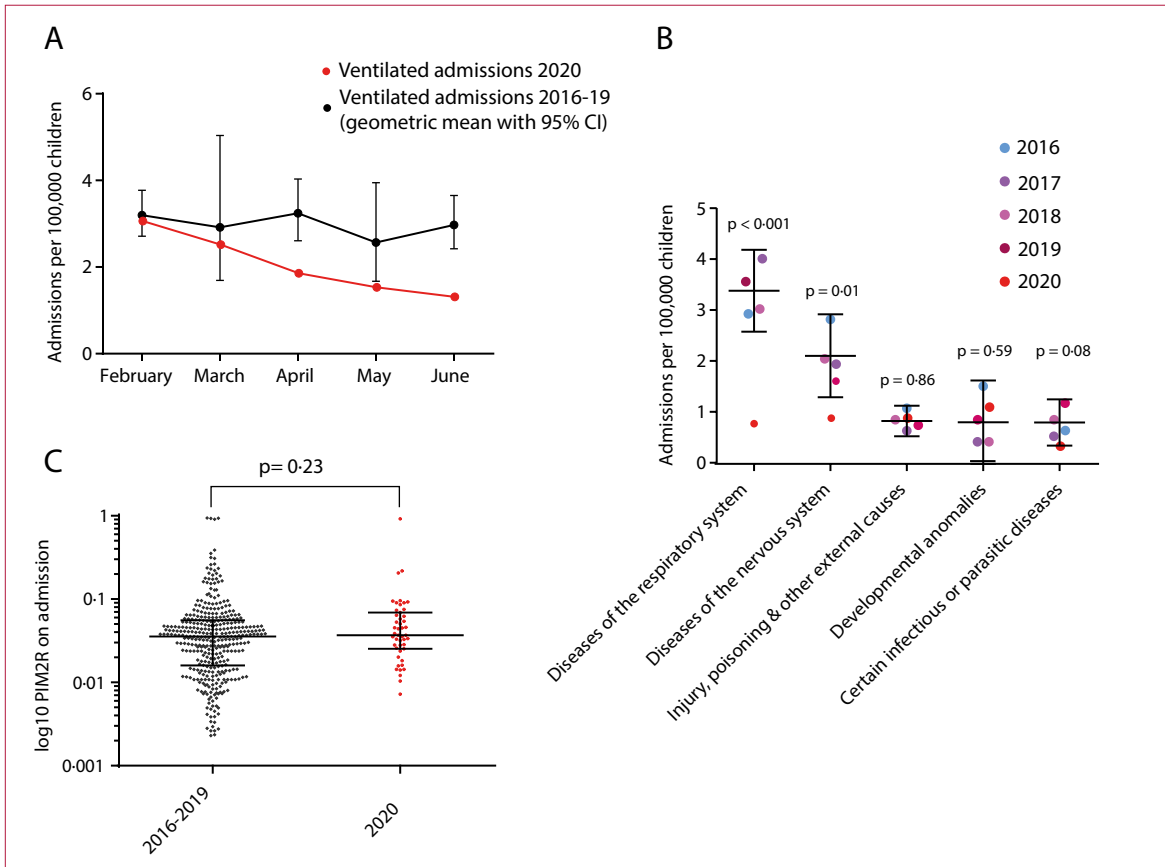 A
Ventilated admissions 2020
Ventilated admissions 2016-19
(geometric mean with 95% CI)
Admissions per 100,000 children
6
4
2
0
February
March
April
May
June
B
2016
2017
2018
2019
2020
Admissions per 100,000 children
5
4
3
2
1
0
p < 0·001
p = 0·01
p = 0·86
p = 0·59
p = 0·08
Diseases of the respiratory system
Diseases of the nervous system
Injury, poisoning & other external causes
Developmental anomalies
Certain infectious or parasitic diseases
C
p= 0·23
log10 PIM2R on admission
1
0·1
0·01
0·001
2016-2019
2020